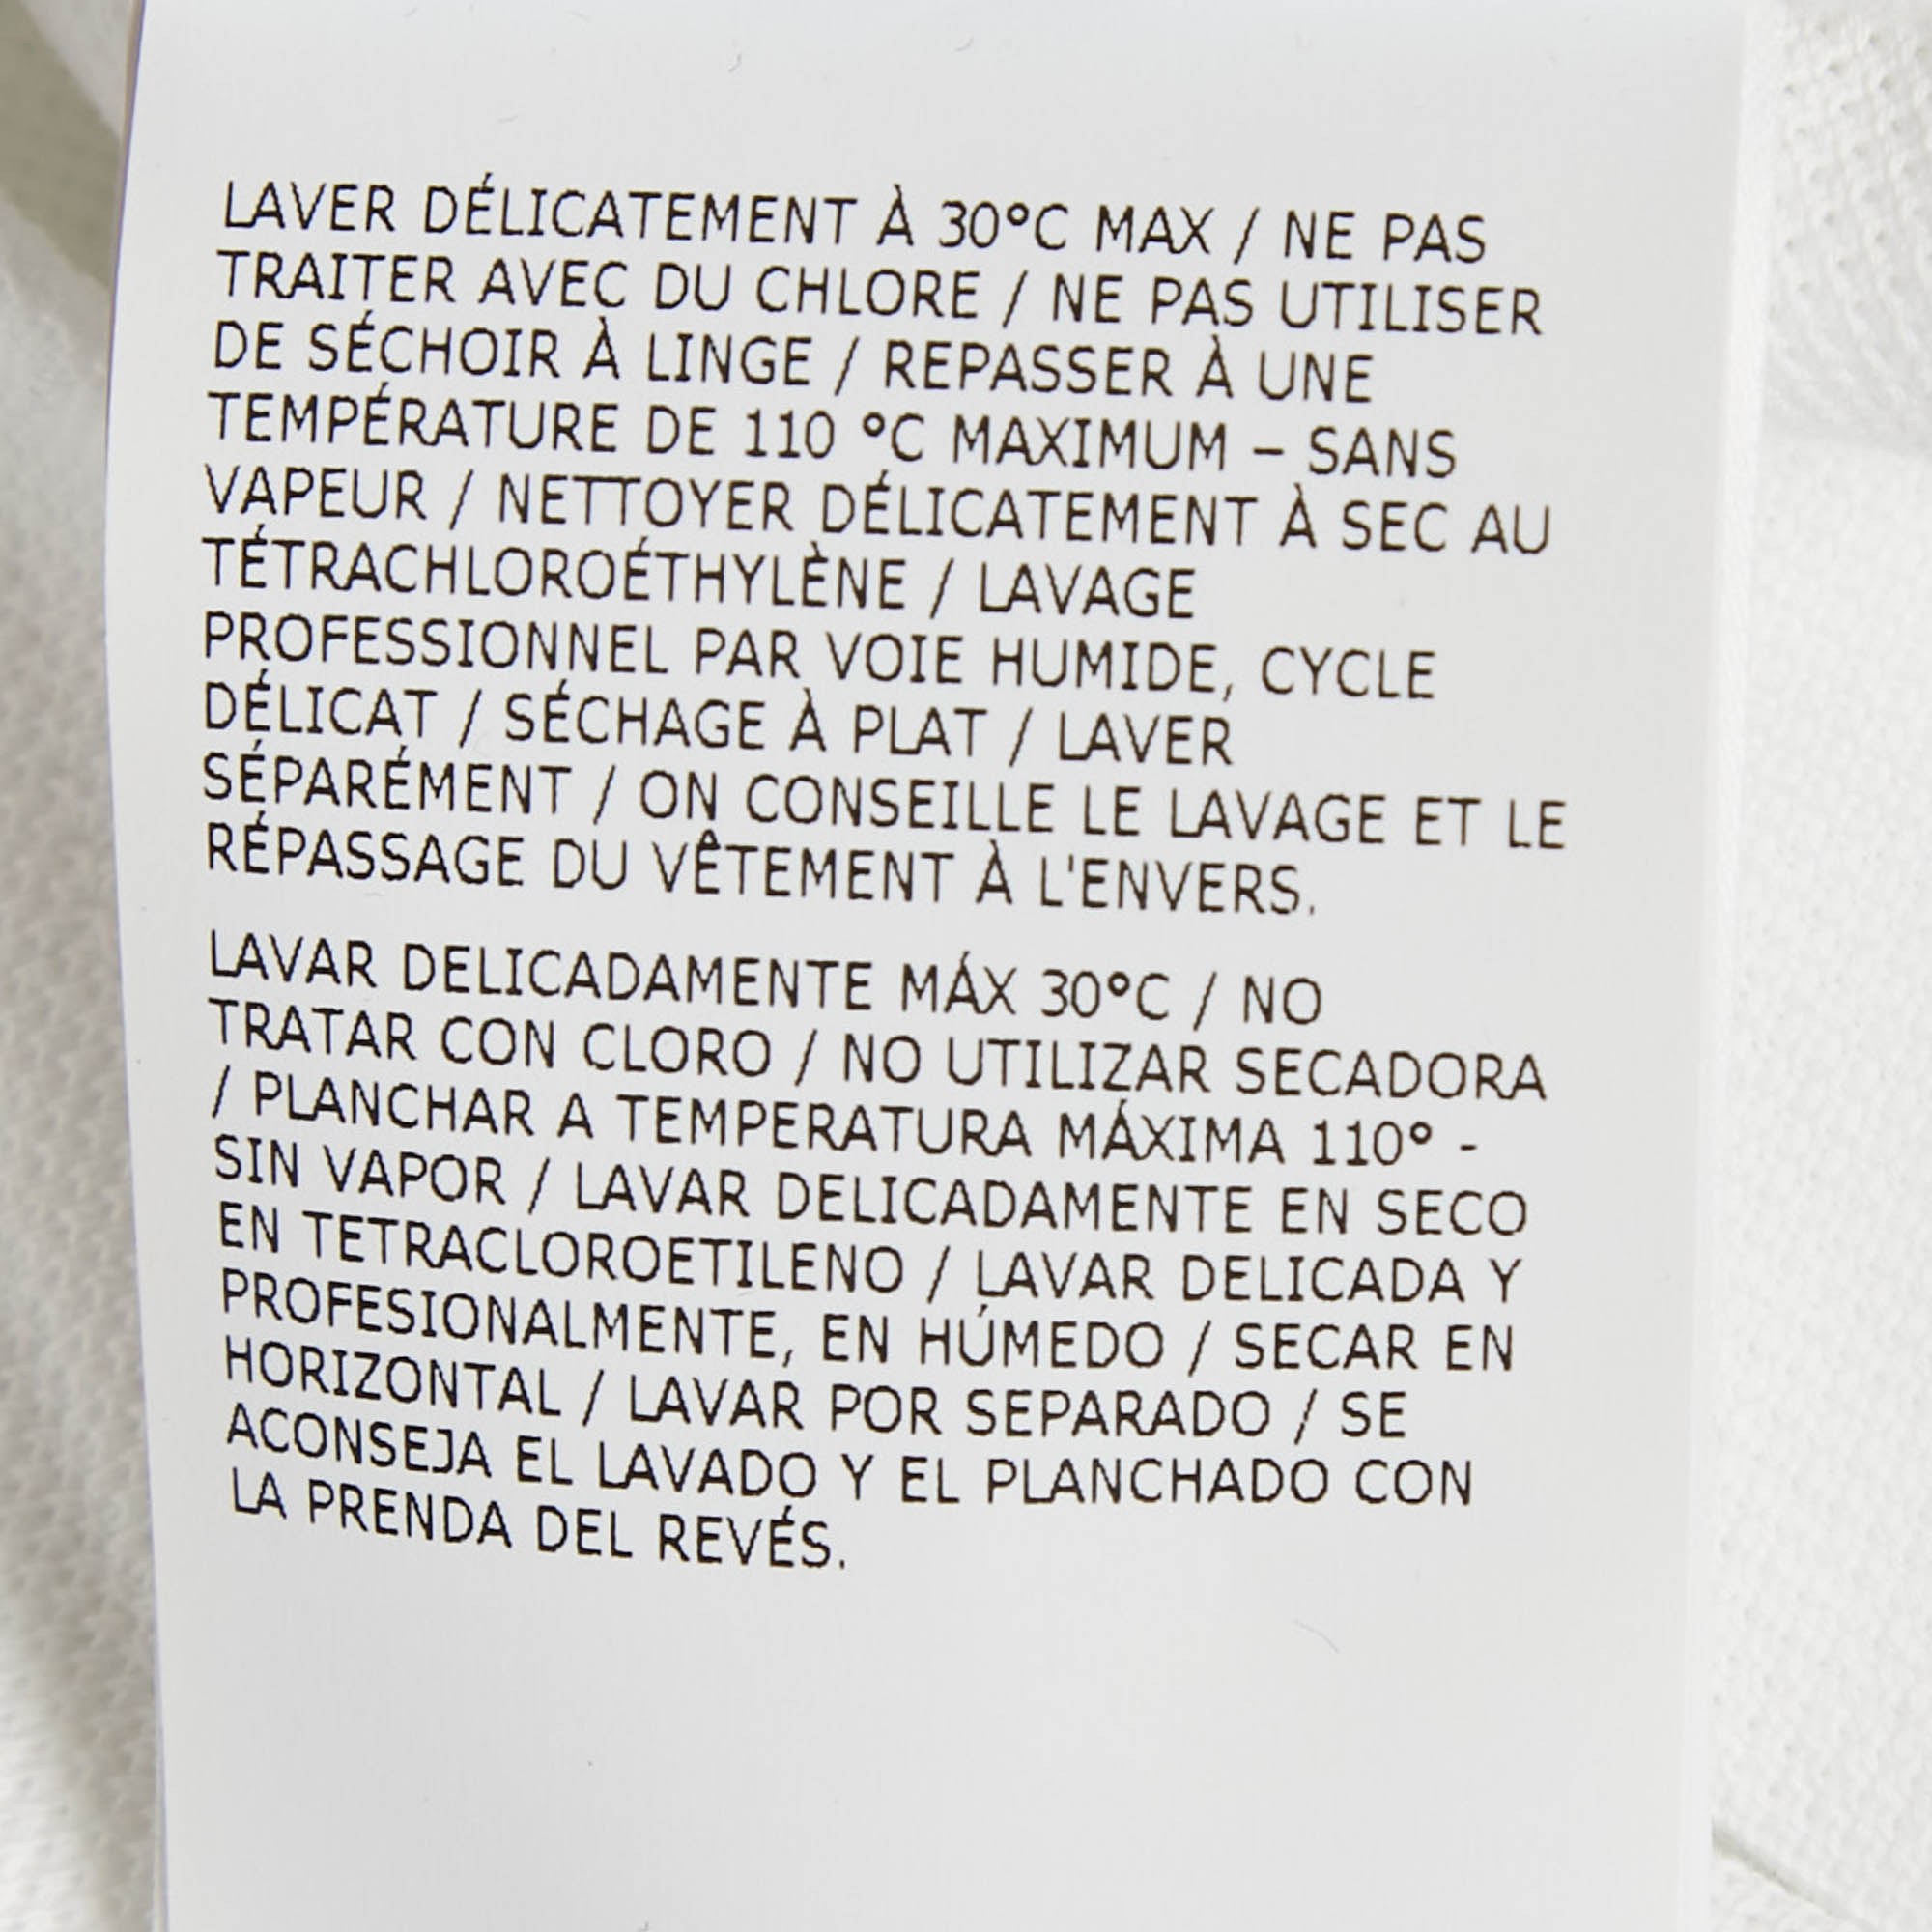 LAVER DÉLICATEMENT À 30°C MAX / NE PAS
TRAITER AVEC DU CHLORE / NE PAS UTILISER
DE SÉCHOIR À LINGE / REPASSER À UNE
TEMPÉRATURE DE 110 °C MAXIMUM – SANS
VAPEUR / NETTOYER DÉLICATEMENT À SEC AU
TÉTRACHLOROÉTHYLÈNE / LAVAGE
PROFESSIONNEL PAR VOIE HUMIDE, CYCLE
DÉLICAT / SÉCHAGE À PLAT / LAVER
SÉPARÉMENT / ON CONSEILLE LE LAVAGE ET LE
RÉPASSAGE DU VÊTEMENT À L'ENVERS.
LAVAR DELICADAMENTE MÁX 30°C / NO
TRATAR CON CLORO / NO UTILIZAR SECADORA
/ PLANCHAR A TEMPERATURA MÁXIMA 110° -
SIN VAPOR / LAVAR DELICADAMENTE EN SECO
EN TETRACLOROETILENO / LAVAR DELICADA Y
PROFESIONALMENTE, EN HÚMEDO / SECAR EN
HORIZONTAL / LAVAR POR SEPARADO / SE
ACONSEJA EL LAVADO Y EL PLANCHADO CON
LA PRENDA DEL REVÉS.